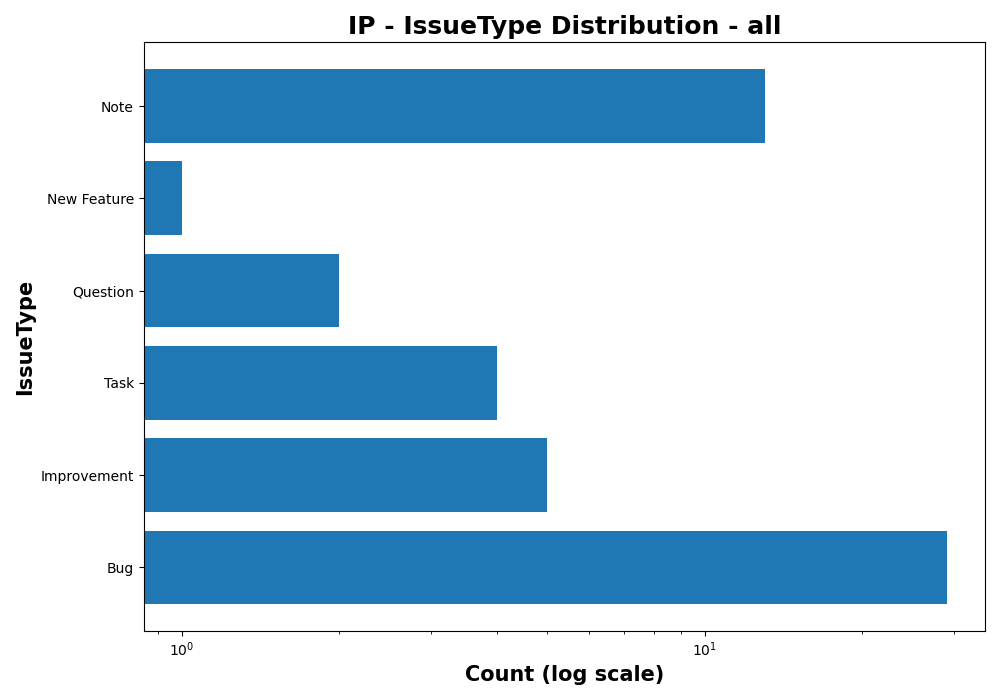 IP - IssueType Distribution - all
IssueType
Note
New Feature
Question
Task
Improvement
Bug
10⁰
10¹
Count (log scale)